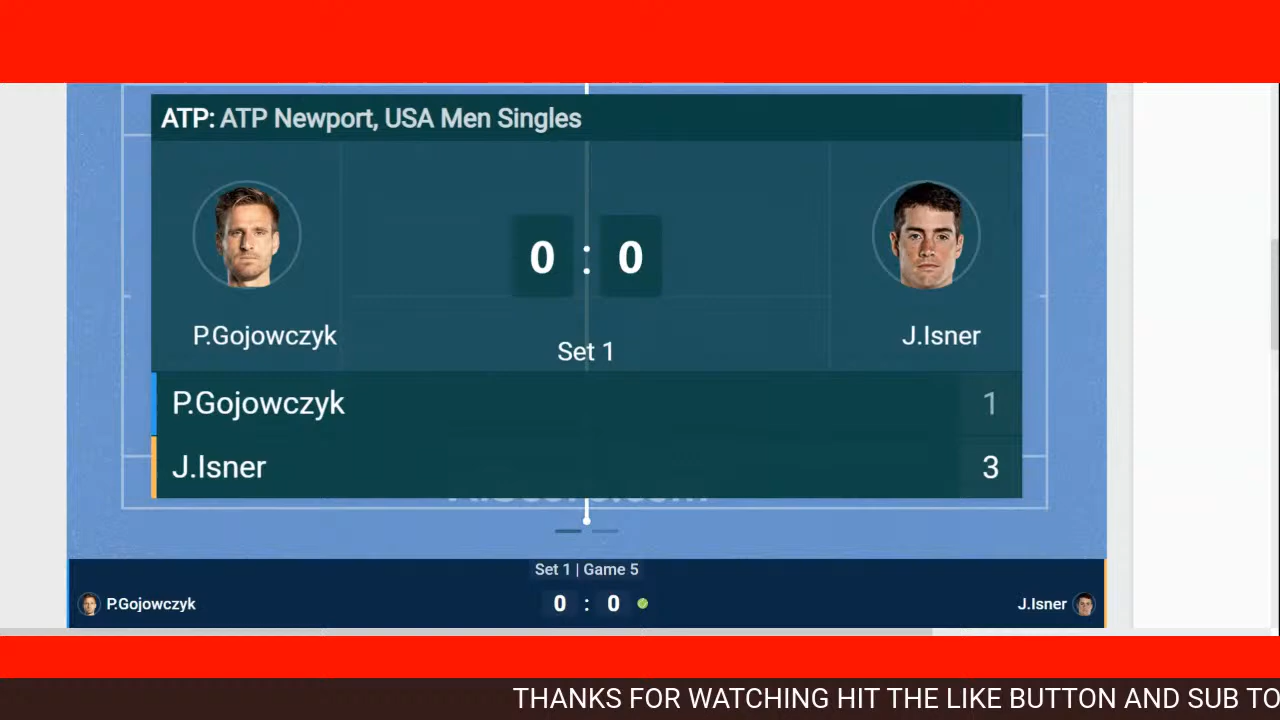 ATP: ATP Newport, USA Men Singles
0 : 0
P.Gojowczyk
J.Isner
Set 1
P.Gojowczyk 1
J.Isner 3
Set 1 | Game 5
P.Gojowczyk 0 : 0 J.Isner
THANKS FOR WATCHING HIT THE LIKE BUTTON AND SUB TO